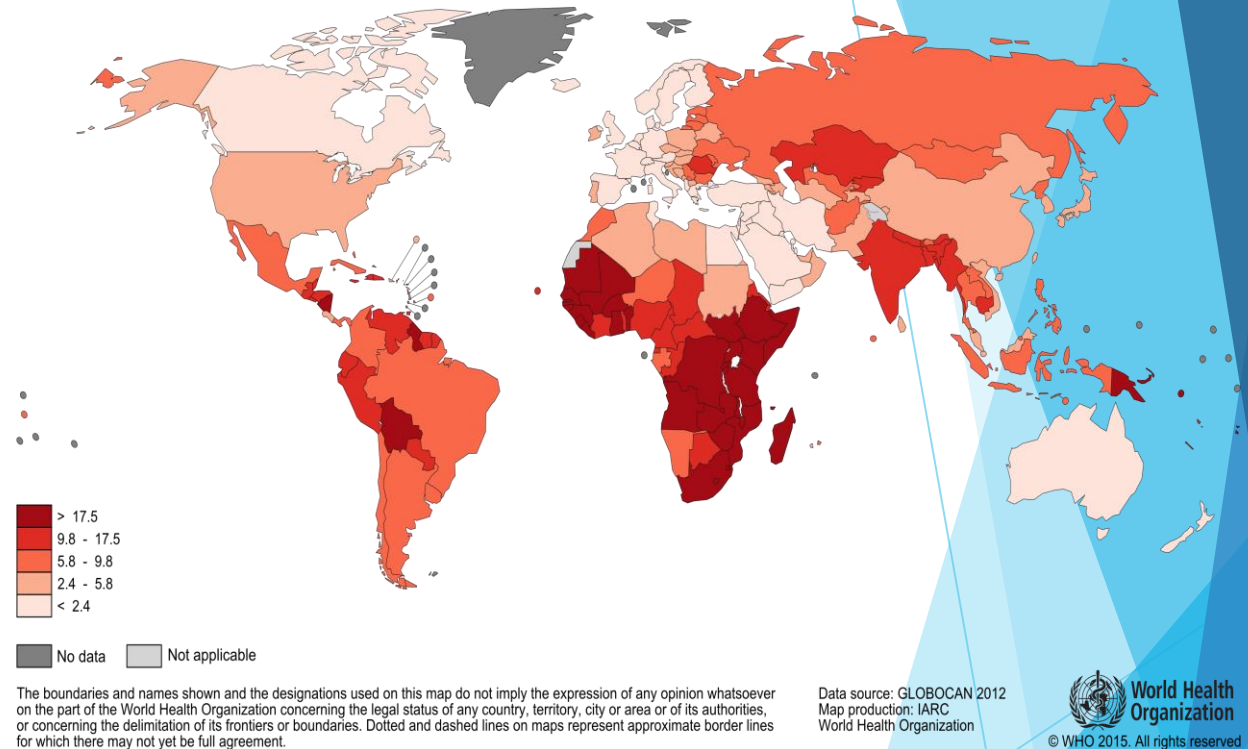 > 17.5
9.8 - 17.5
5.8 - 9.8
2.4 - 5.8
< 2.4
No data
Not applicable
The boundaries and names shown and the designations used on this map do not imply the expression of any opinion whatsoever
on the part of the World Health Organization concerning the legal status of any country, territory, city or area or of its authorities,
or concerning the delimitation of its frontiers or boundaries. Dotted and dashed lines on maps represent approximate border lines
for which there may not yet be full agreement.
Data source: GLOBOCAN 2012
Map production: IARC
World Health Organization
World Health
Organization
© WHO 2015. All rights reserved